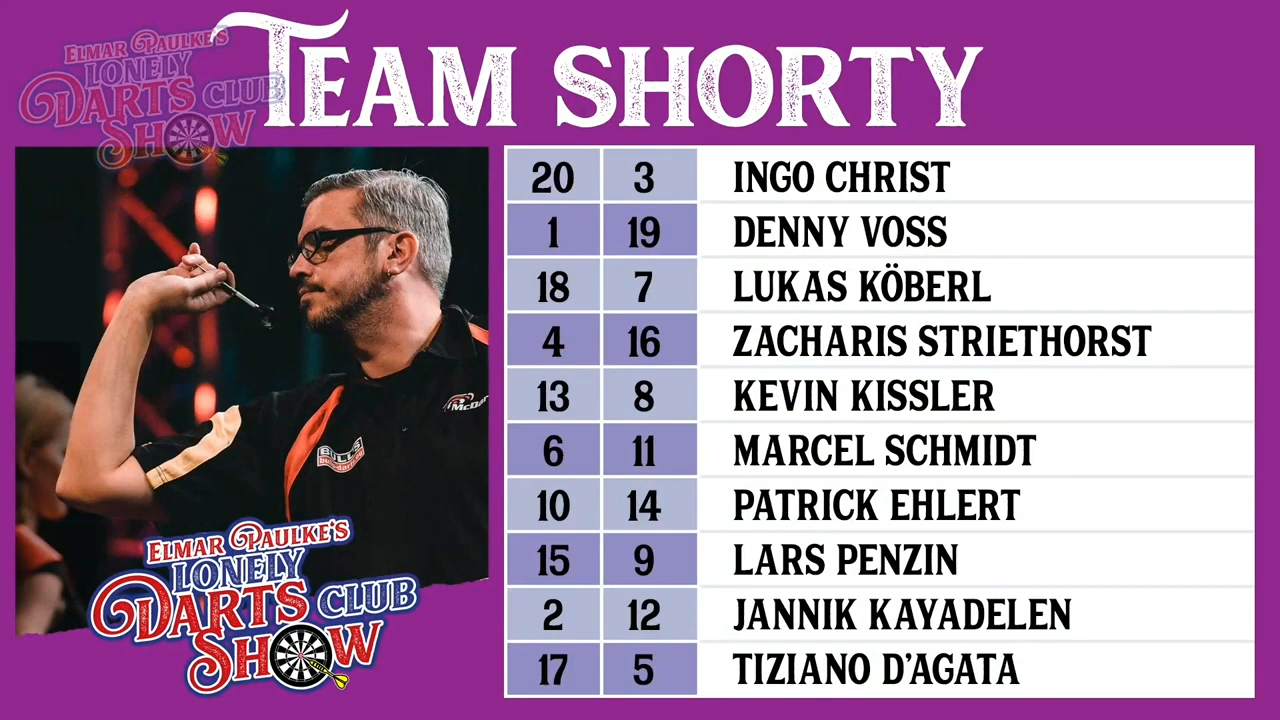 ELMAR PAULKE'S
LONELY
DARTS CLUB
SHOW
TEAM SHORTY
20 3 INGO CHRIST
1 19 DENNY VOSS
18 7 LUKAS KÖBERL
4 16 ZACHARIS STRIETHORST
13 8 KEVIN KISSLER
6 11 MARCEL SCHMIDT
10 14 PATRICK EHLERT
15 9 LARS PENZIN
2 12 JANNIK KAYADELEN
17 5 TIZIANO D'AGATA
BULL'S
ELMAR PAULKE'S
LONELY
DARTS CLUB
SHOW